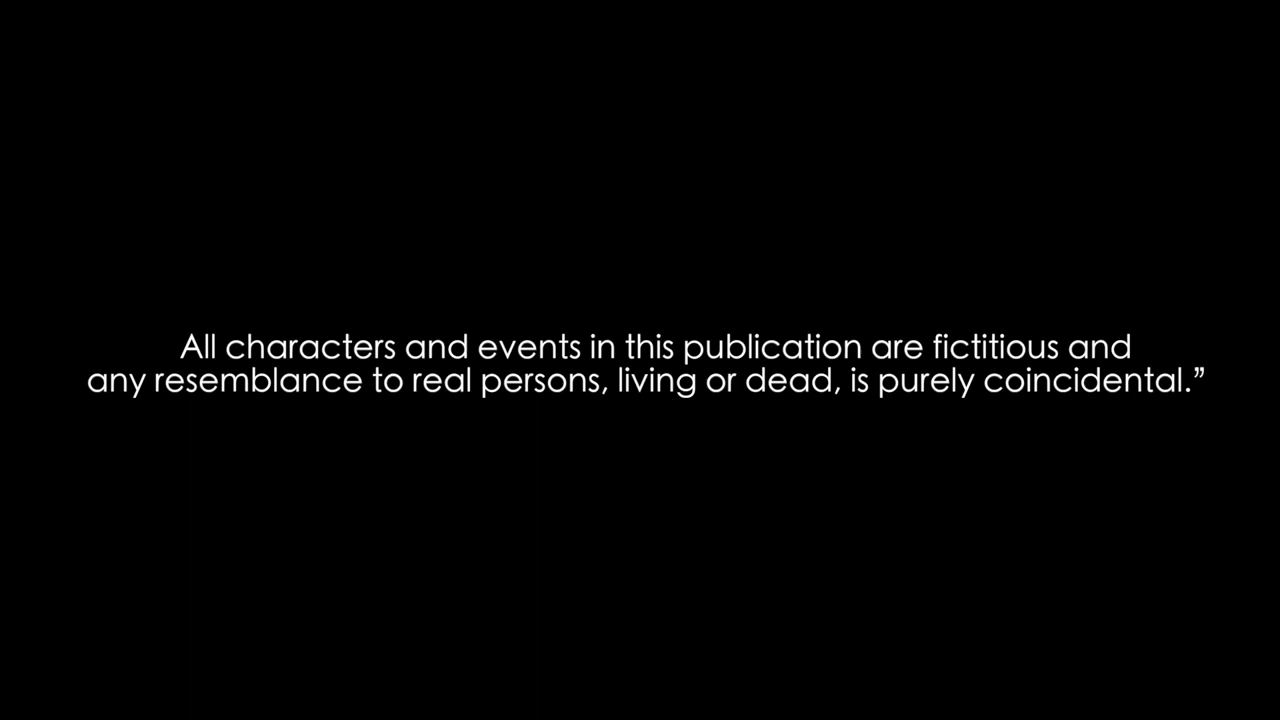 All characters and events in this publication are fictitious and
any resemblance to real persons, living or dead, is purely coincidental.”